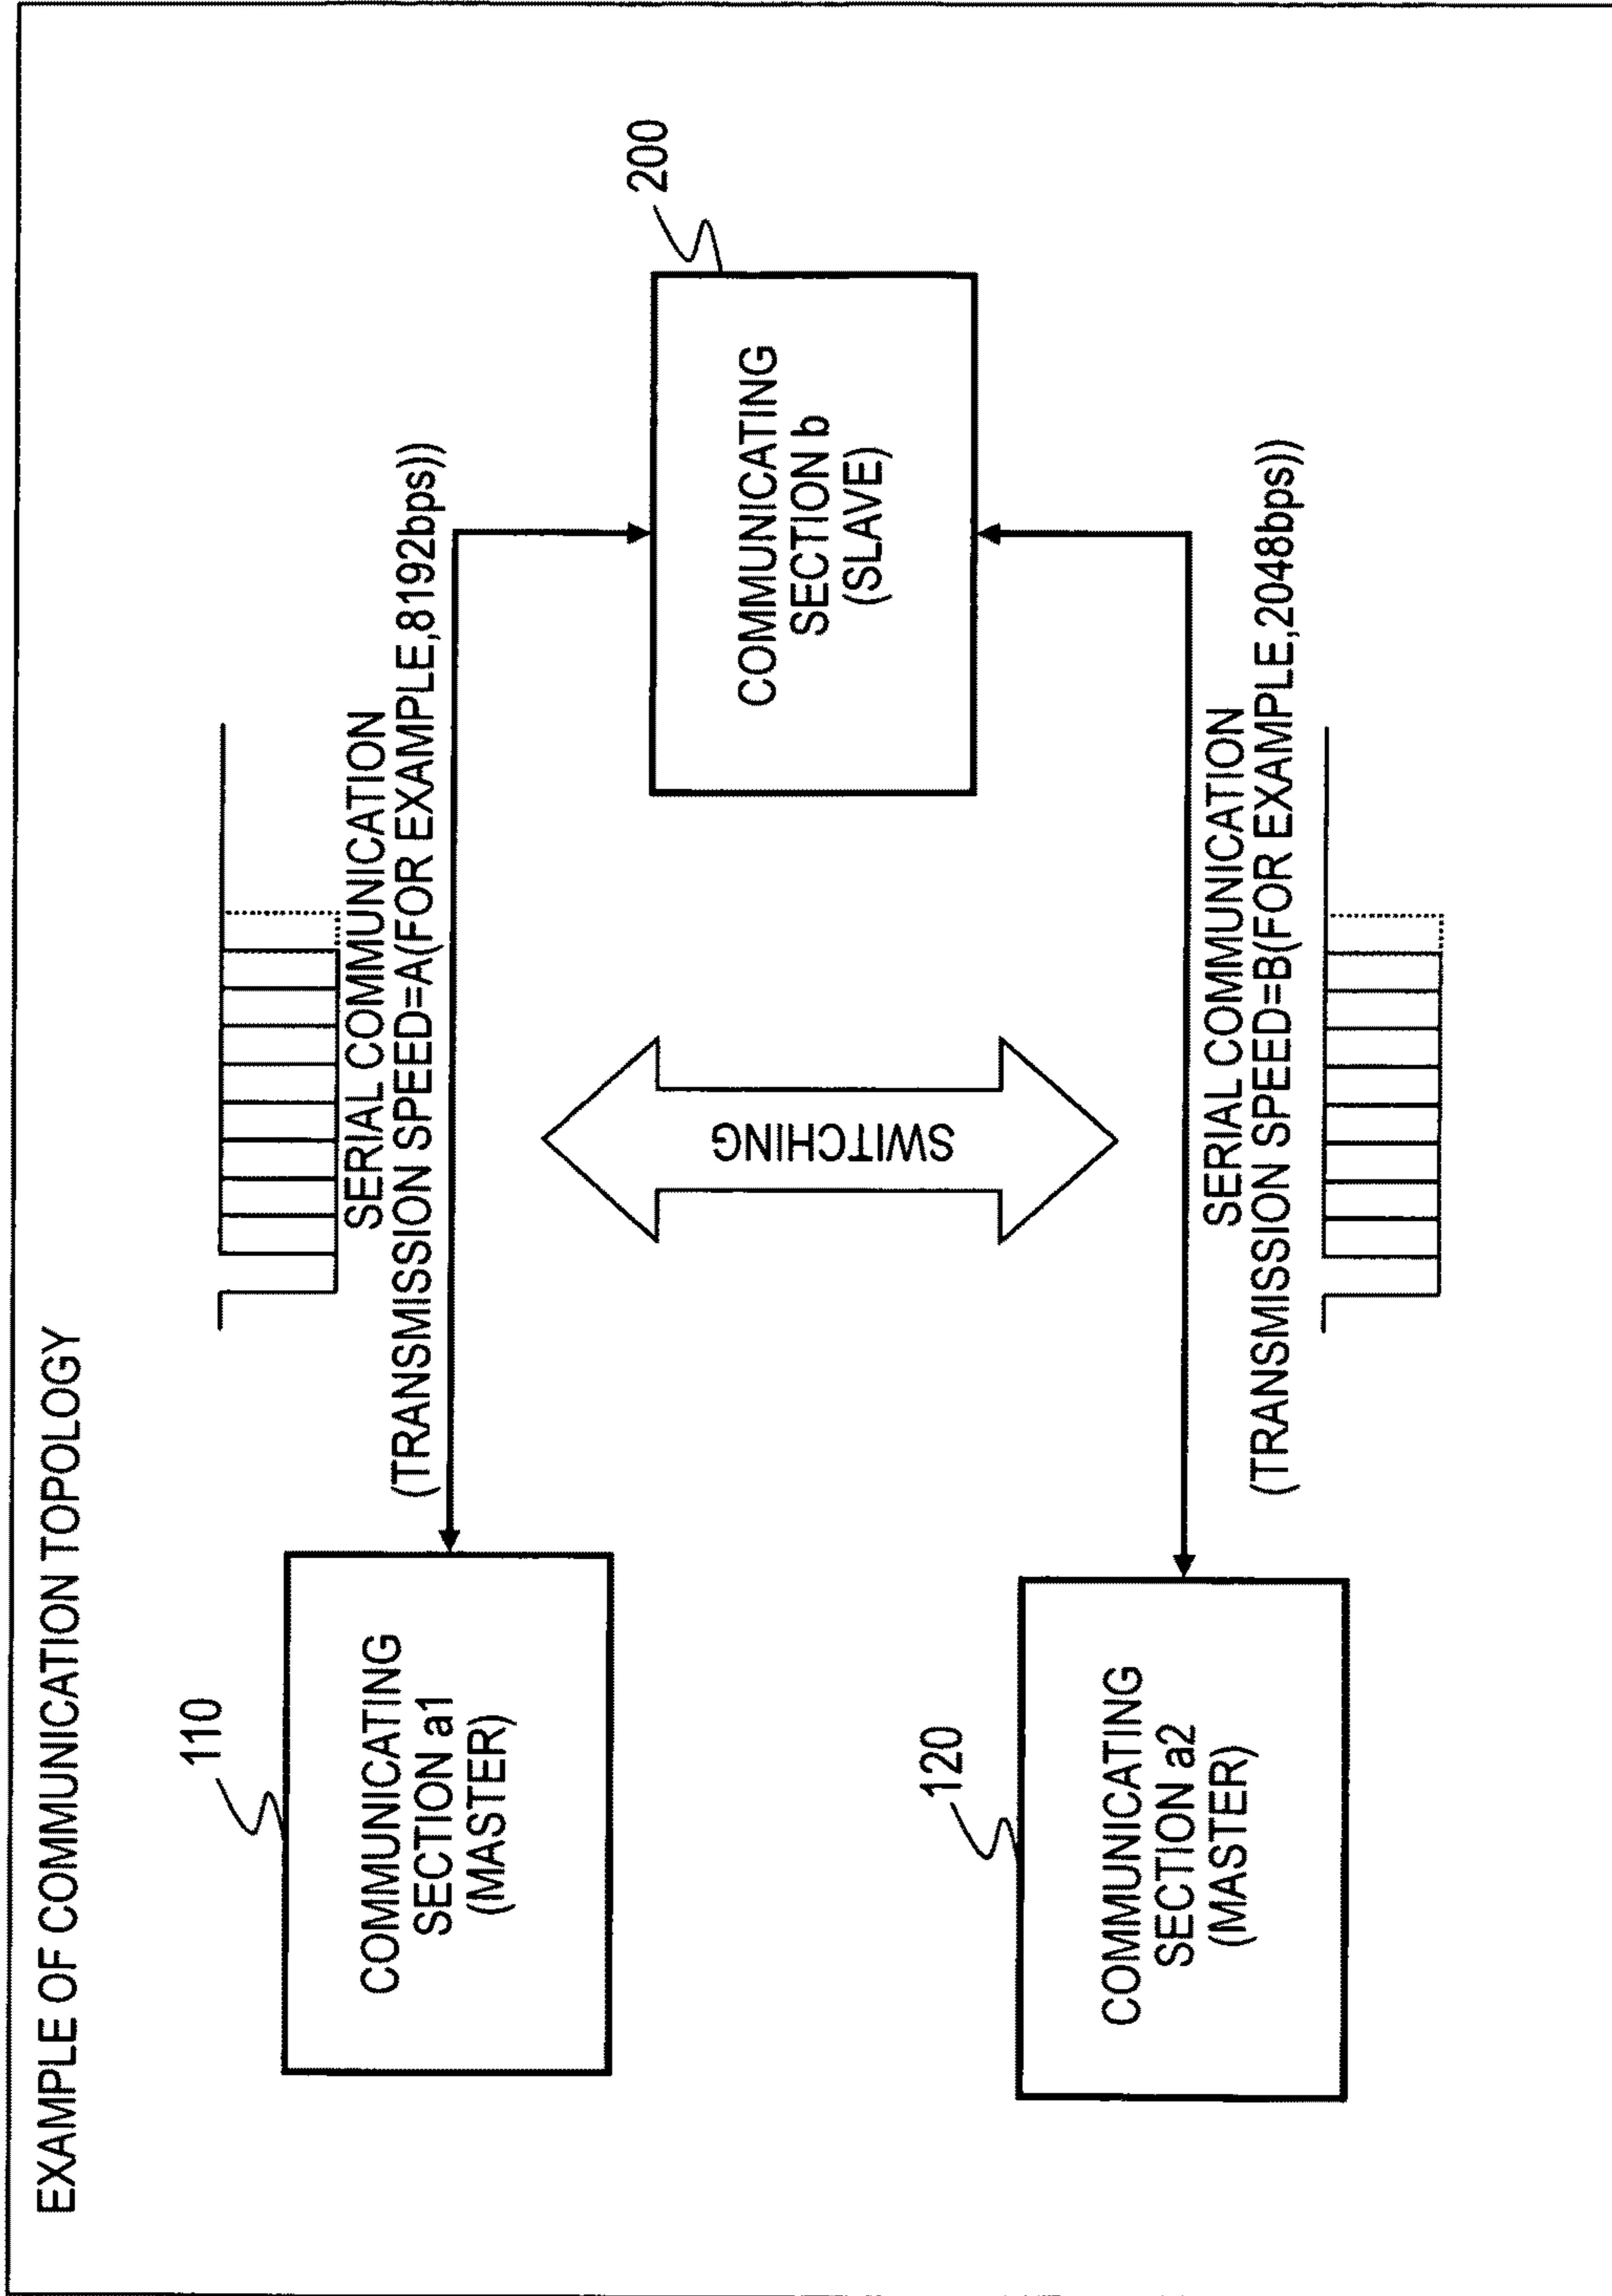 EXAMPLE OF COMMUNICATION TOPOLOGY
110
COMMUNICATING
SECTION a1
(MASTER)
SERIAL COMMUNICATION
(TRANSMISSION SPEED=A(FOR EXAMPLE,8192bps))
200
COMMUNICATING
SECTION b
(SLAVE)
SWITCHING
120
COMMUNICATING
SECTION a2
(MASTER)
SERIAL COMMUNICATION
(TRANSMISSION SPEED=B(FOR EXAMPLE,2048bps))